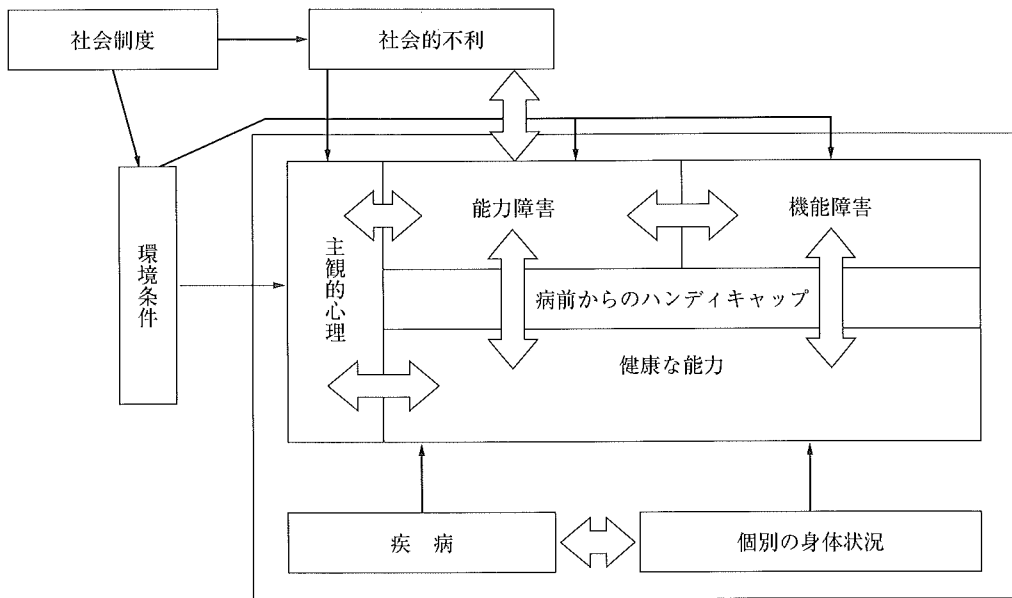 社会制度
社会的不利
環境条件
主観的心理
能力障害
機能障害
病前からのハンディキャップ
健康な能力
疾　病
個別の身体状況